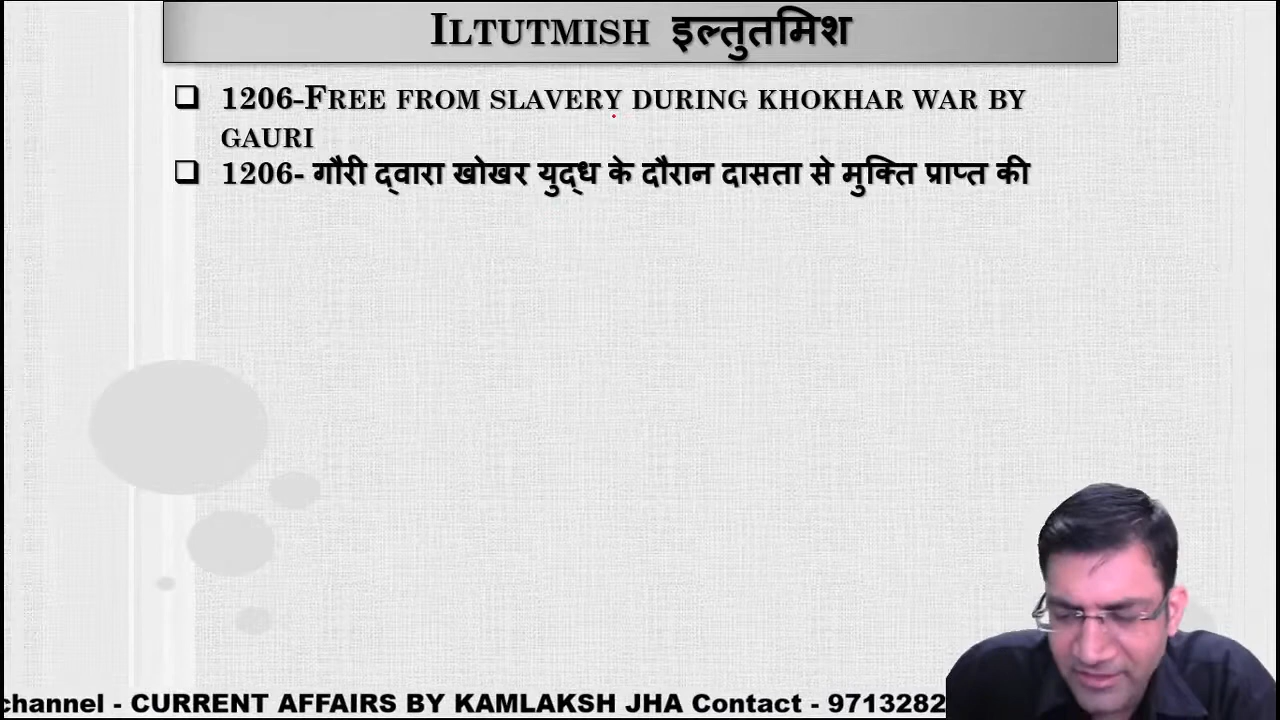 ILTUTMISH इल्तुतमिश
1206-FREE FROM SLAVERY DURING KHOKHAR WAR BY
GAURI
1206- गौरी द्वारा खोखर युद्ध के दौरान दासता से मुक्ति प्राप्त की
channel - CURRENT AFFAIRS BY KAMLAKSH JHA Contact - 9713282